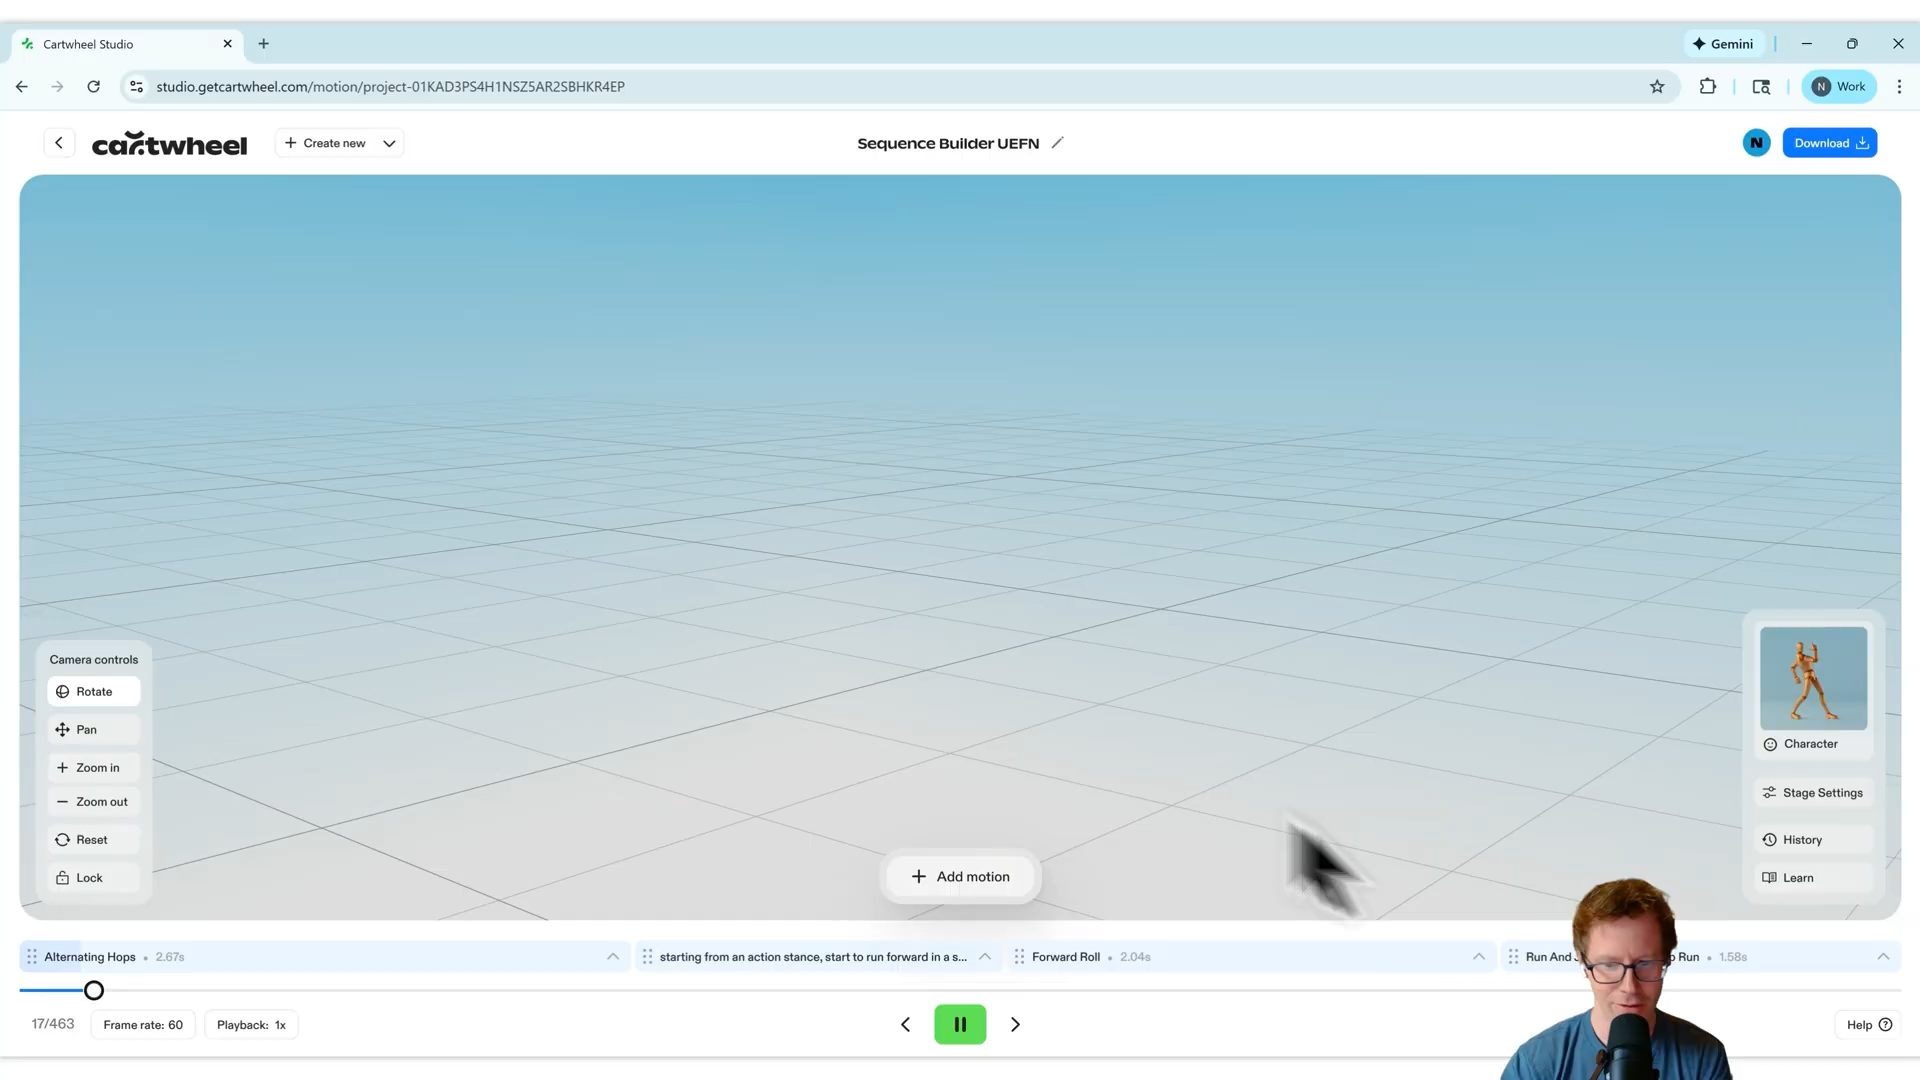 Cartwheel Studio
Gemini
studio.getcartwheel.com/motion/project-01KAD3PS4H1NSZ5AR2SBHKR4EP
N Work
cartwheel
Create new
Sequence Builder UEFN
N
Download
Camera controls
Rotate
Pan
Zoom in
Zoom out
Reset
Lock
Character
Stage Settings
History
Learn
Add motion
Alternating Hops • 2.67s
starting from an action stance, start to run forward in a s...
Forward Roll • 2.04s
Run And Run • 1.58s
17/463
Frame rate: 60
Playback: 1x
Help